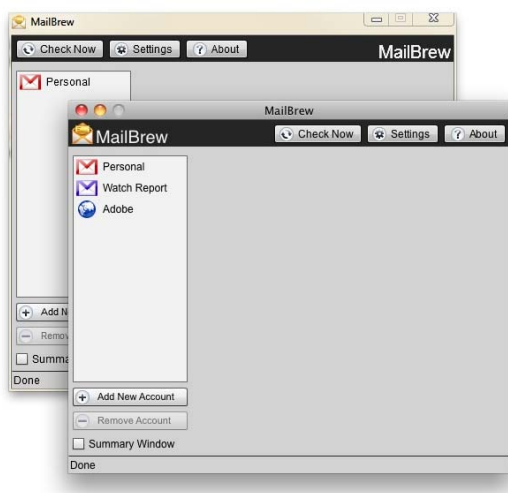 MailBrew
Check Now Settings About MailBrew
Personal
MailBrew
MailBrew Check Now Settings About
Personal
Watch Report
Adobe
Add N
Remov
Summa
Done
Add New Account
Remove Account
Summary Window
Done